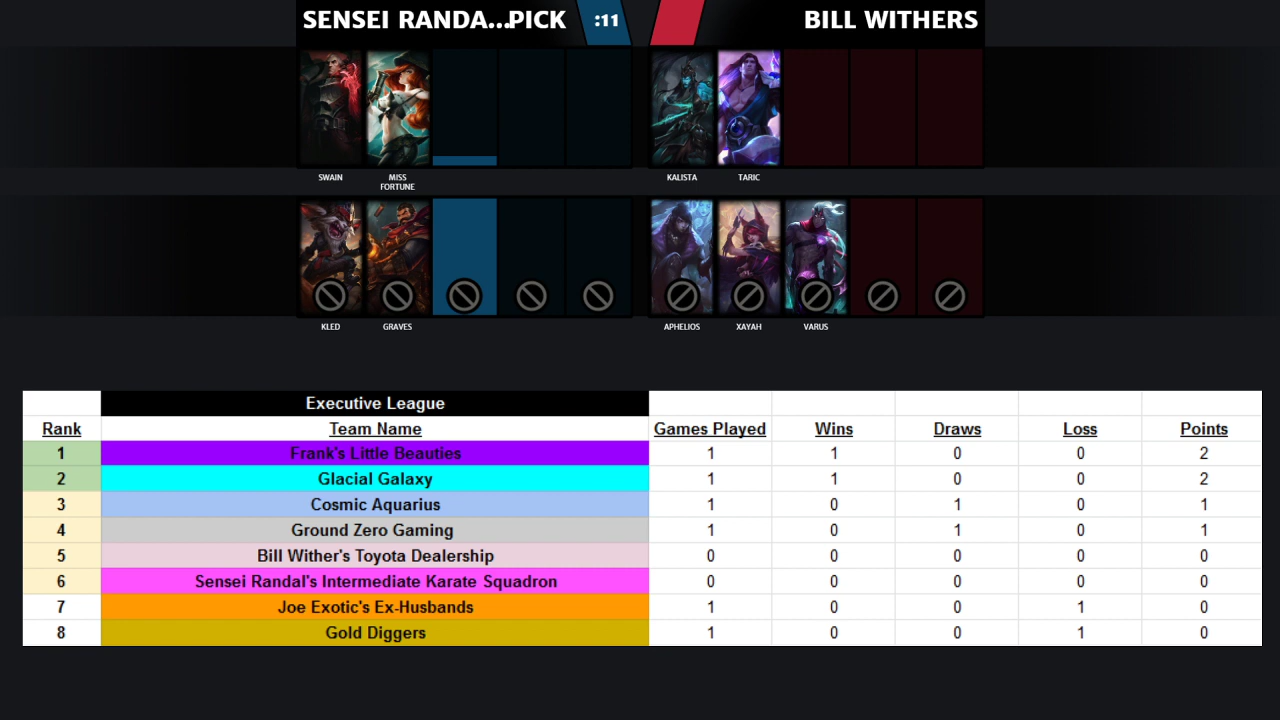 SENSEI RANDA...PICK :11 BILL WITHERS
SWAIN MISS FORTUNE KALISTA TARIC
KLED GRAVES APHELIOS XAYAH VARUS
Executive League
Rank Team Name Games Played Wins Draws Loss Points
1 Frank's Little Beauties 1 1 0 0 2
2 Glacial Galaxy 1 1 0 0 2
3 Cosmic Aquarius 1 0 1 0 1
4 Ground Zero Gaming 1 0 1 0 1
5 Bill Wither's Toyota Dealership 0 0 0 0 0
6 Sensei Randal's Intermediate Karate Squadron 0 0 0 0 0
7 Joe Exotic's Ex-Husbands 1 0 0 1 0
8 Gold Diggers 1 0 0 1 0